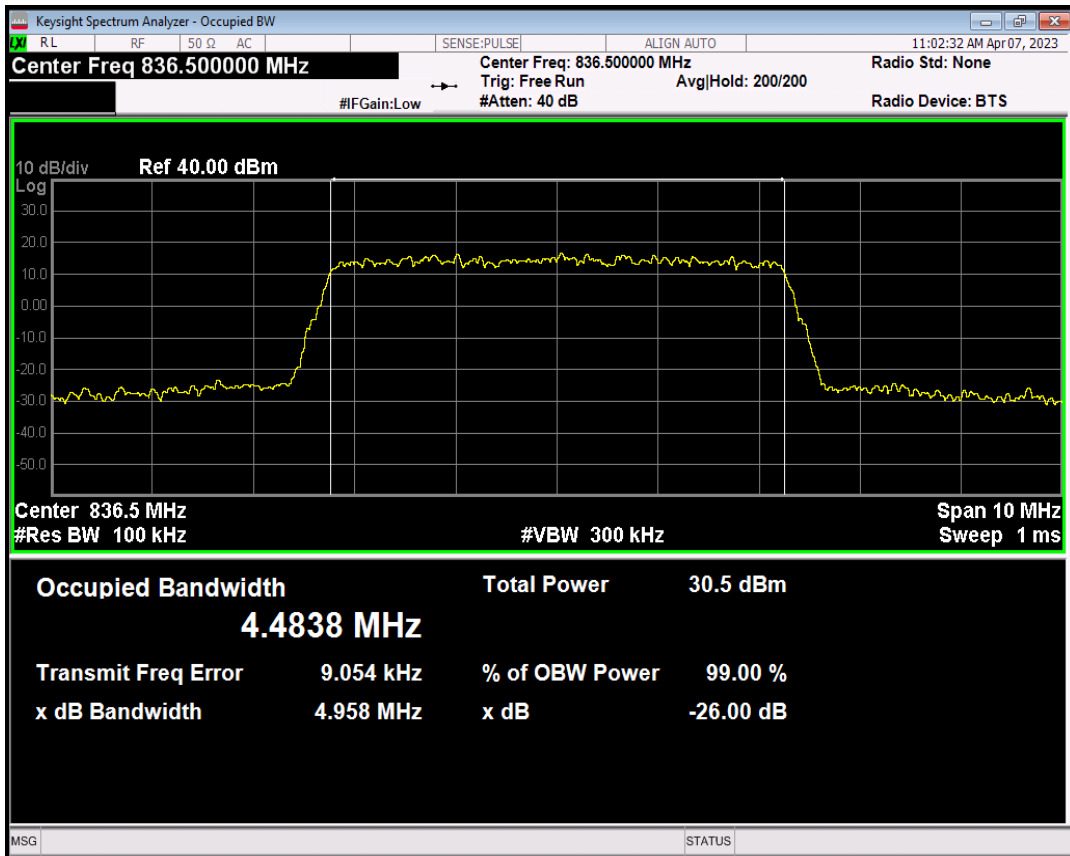 Keysight Spectrum Analyzer - Occupied BW
LXI RL RF 50 Ω AC SENSE:PULSE ALIGN AUTO 11:02:32 AM Apr 07, 2023
Center Freq 836.500000 MHz Center Freq: 836.500000 MHz Radio Std: None
Trig: Free Run Avg|Hold: 200/200
#IFGain:Low #Atten: 40 dB Radio Device: BTS
10 dB/div Ref 40.00 dBm
Log
30.0
20.0
10.0
0.00
-10.0
-20.0
-30.0
-40.0
-50.0
Center 836.5 MHz Span 10 MHz
#Res BW 100 kHz #VBW 300 kHz Sweep 1 ms
Occupied Bandwidth Total Power 30.5 dBm
4.4838 MHz
Transmit Freq Error 9.054 kHz % of OBW Power 99.00 %
x dB Bandwidth 4.958 MHz x dB -26.00 dB
MSG STATUS